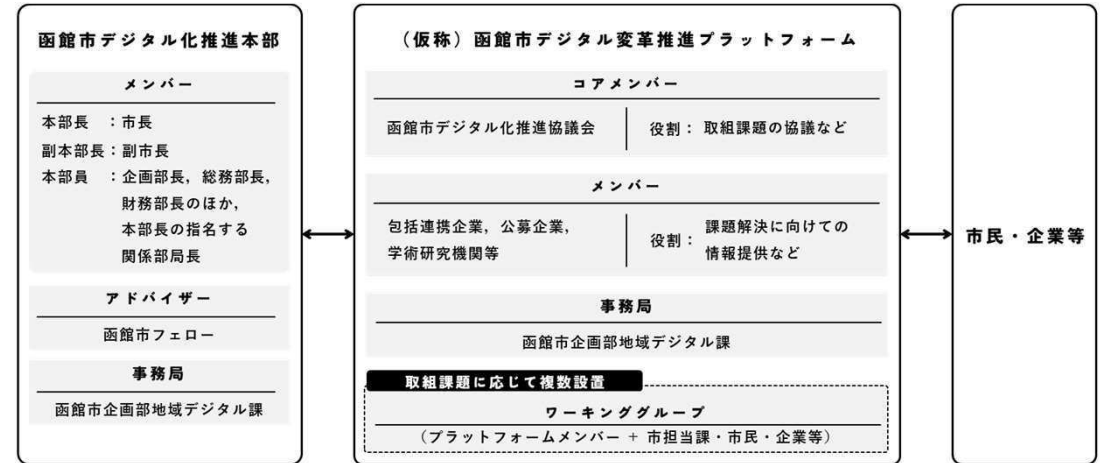 函館市デジタル化推進本部
メンバー
本部長　：市長
副本部長：副市長
本部員　：企画部長，総務部長，
財務部長のほか，
本部長の指名する
関係部局長
アドバイザー
函館市フェロー
事務局
函館市企画部地域デジタル課
（仮称）函館市デジタル変革推進プラットフォーム
コアメンバー
函館市デジタル化推進協議会
役割：取組課題の協議など
メンバー
包括連携企業，公募企業，
学術研究機関等
役割：課題解決に向けての
情報提供など
事務局
函館市企画部地域デジタル課
取組課題に応じて複数設置
ワーキンググループ
（プラットフォームメンバー + 市担当課・市民・企業等）
市民・企業等